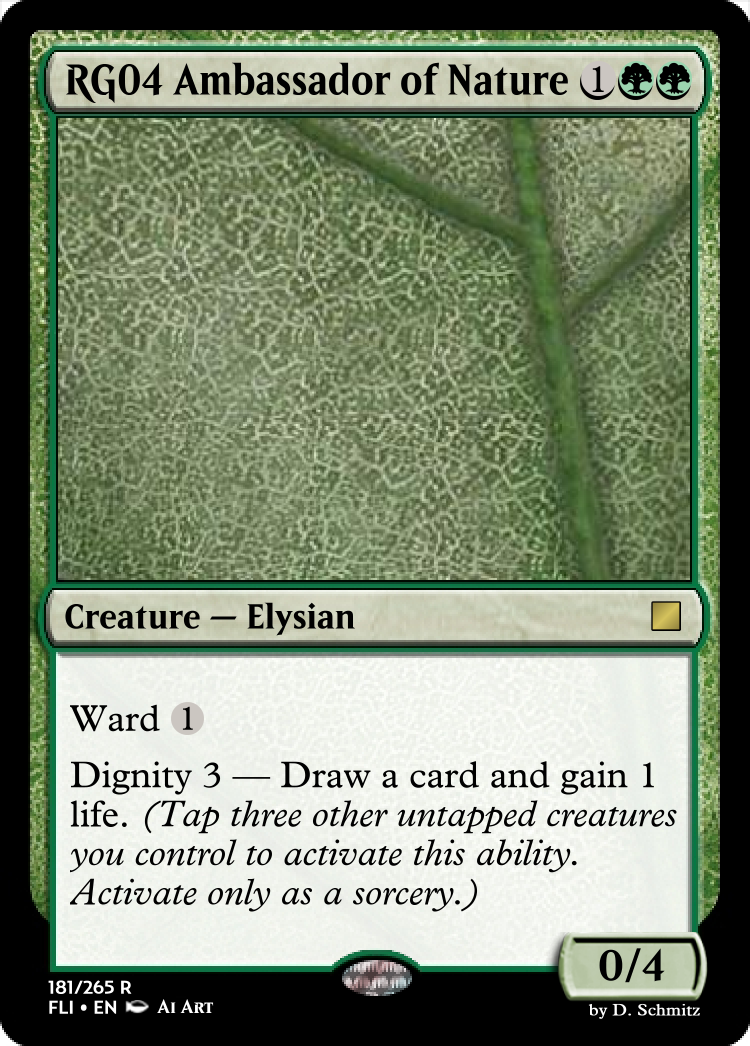 RG04 Ambassador of Nature 1
Creature — Elysian
Ward 1
Dignity 3 — Draw a card and gain 1
life. (Tap three other untapped creatures
you control to activate this ability.
Activate only as a sorcery.)
0/4
181/265 R
FLI • EN AI ART
by D. Schmitz